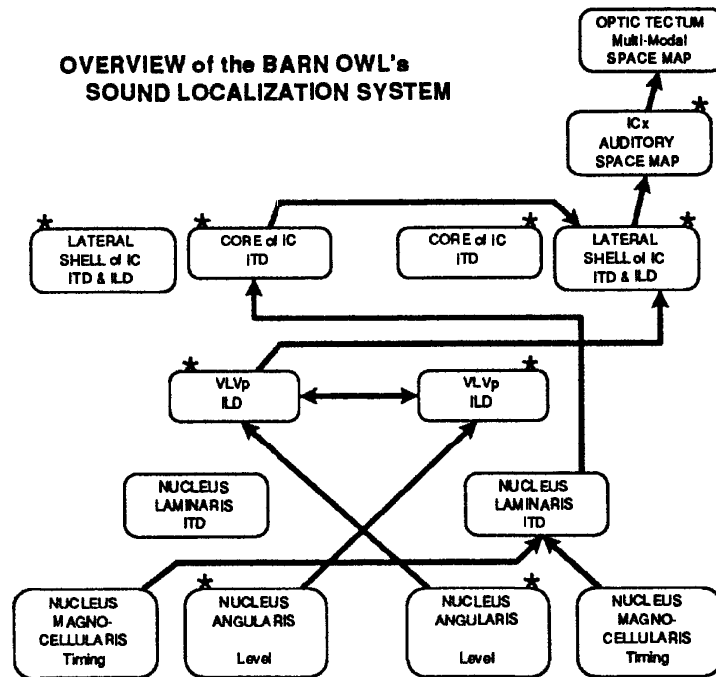 OPTIC TECTUM
Multi-Modal
SPACE MAP
OVERVIEW of the BARN OWL's
SOUND LOCALIZATION SYSTEM
*
ICx
AUDITORY
SPACE MAP
*
LATERAL
SHELL of IC
ITD & ILD
*
CORE of IC
ITD
*
CORE of IC
ITD
*
LATERAL
SHELL of IC
ITD & ILD
*
VLVp
ILD
*
VLVp
ILD
NUCLEUS
LAMINARIS
ITD
NUCLEUS
LAMINARIS
ITD
NUCLEUS
MAGNO-
CELLULARIS
Timing
*
NUCLEUS
ANGULARIS
Level
*
NUCLEUS
ANGULARIS
Level
NUCLEUS
MAGNO-
CELLULARIS
Timing